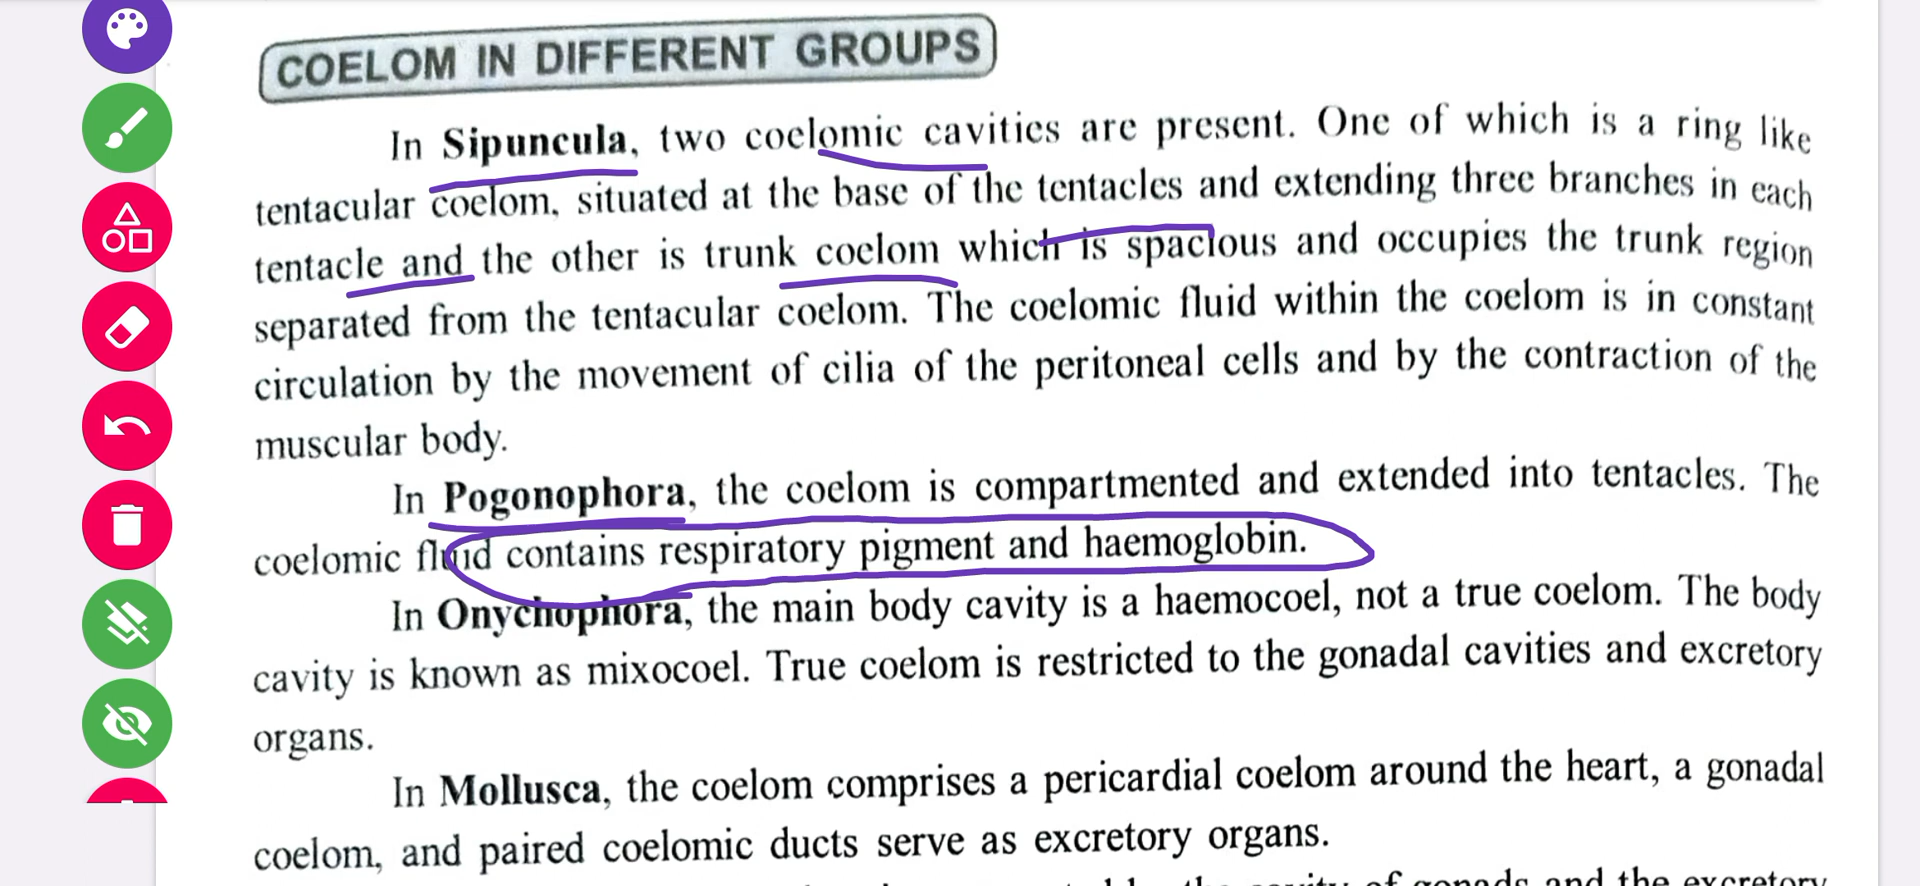 COELOM IN DIFFERENT GROUPS
In Sipuncula, two coelomic cavities are present. One of which is a ring like
tentacular coelom, situated at the base of the tentacles and extending three branches in each
tentacle and the other is trunk coelom which is spacious and occupies the trunk region
separated from the tentacular coelom. The coelomic fluid within the coelom is in constant
circulation by the movement of cilia of the peritoneal cells and by the contraction of the
muscular body.
In Pogonophora, the coelom is compartmented and extended into tentacles. The
coelomic fluid contains respiratory pigment and haemoglobin.
In Onychophora, the main body cavity is a haemocoel, not a true coelom. The body
cavity is known as mixocoel. True coelom is restricted to the gonadal cavities and excretory
organs.
In Mollusca, the coelom comprises a pericardial coelom around the heart, a gonadal
coelom, and paired coelomic ducts serve as excretory organs.
cavity of gonads and the excretory